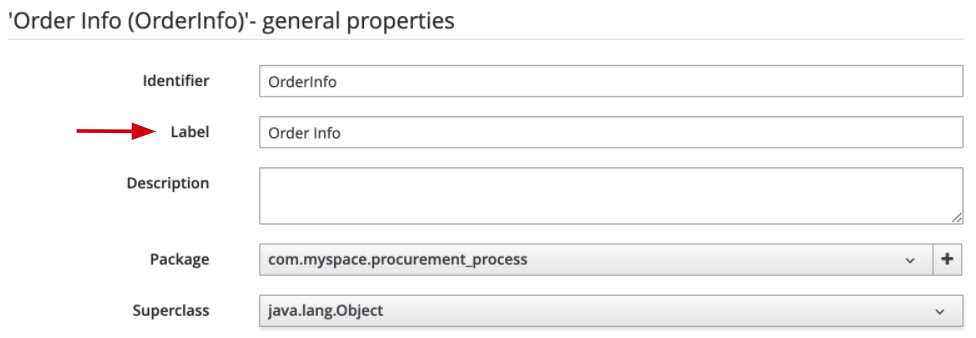 'Order Info (OrderInfo)'- general properties
Identifier OrderInfo
Label Order Info
Description
Package com.myspace.procurement_process
Superclass java.lang.Object